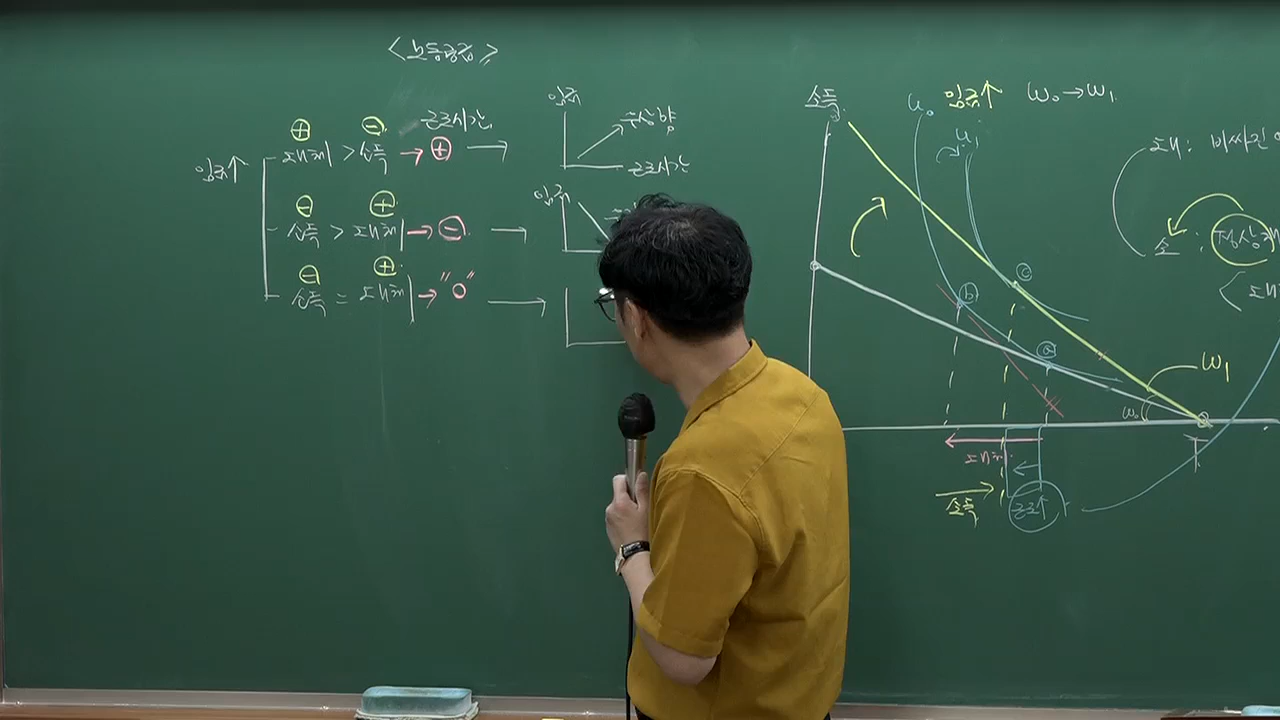 <노동공급>
임금↑
⊕ ⊖ 근로시간
대체 > 소득 → ⊕ →
⊖ ⊕
소득 > 대체 → ⊖ →
⊖ ⊕
소득 = 대체 → "0" →
임금
우상향
근로시간
임금
소득
U₀ 임금↑ W₀→W₁
U₁
대: 비싸진
소: 정상재
대체
ⓒ
ⓑ
ⓐ
W₁
W₀
T
대체
소득
근로↑